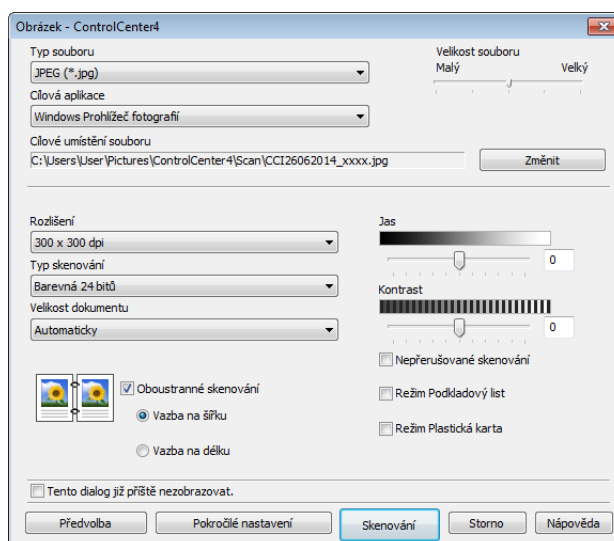 Obrázek - ControlCenter4
Typ souboru
JPEG (*.jpg)
Velikost souboru
Malý Velký
Cílová aplikace
Windows Prohlížeč fotografií
Cílové umístění souboru
C:\Users\User\Pictures\ControlCenter4\Scan\CCI26062014_xxxx.jpg
Změnit
Rozlišení
300 x 300 dpi
Typ skenování
Barevná 24 bitů
Velikost dokumentu
Automaticky
Jas
0
Kontrast
0
Oboustranné skenování
Vazba na šířku
Vazba na délku
Nepřerušované skenování
Režim Podkladový list
Režim Plastická karta
Tento dialog již příště nezobrazovat.
Předvolba Pokročilé nastavení Skenování Storno Nápověda